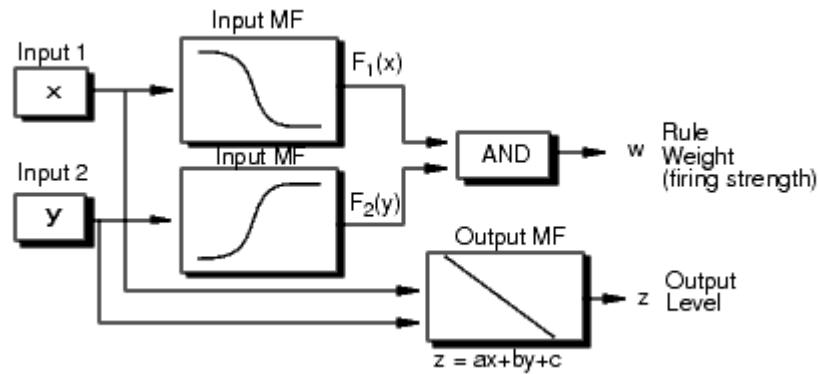 Input MF
Input 1
x
F₁(x)
Input MF
AND
w
Rule
Weight
(firing strength)
Input 2
y
F₂(y)
Output MF
z
Output
Level
z = ax+by+c